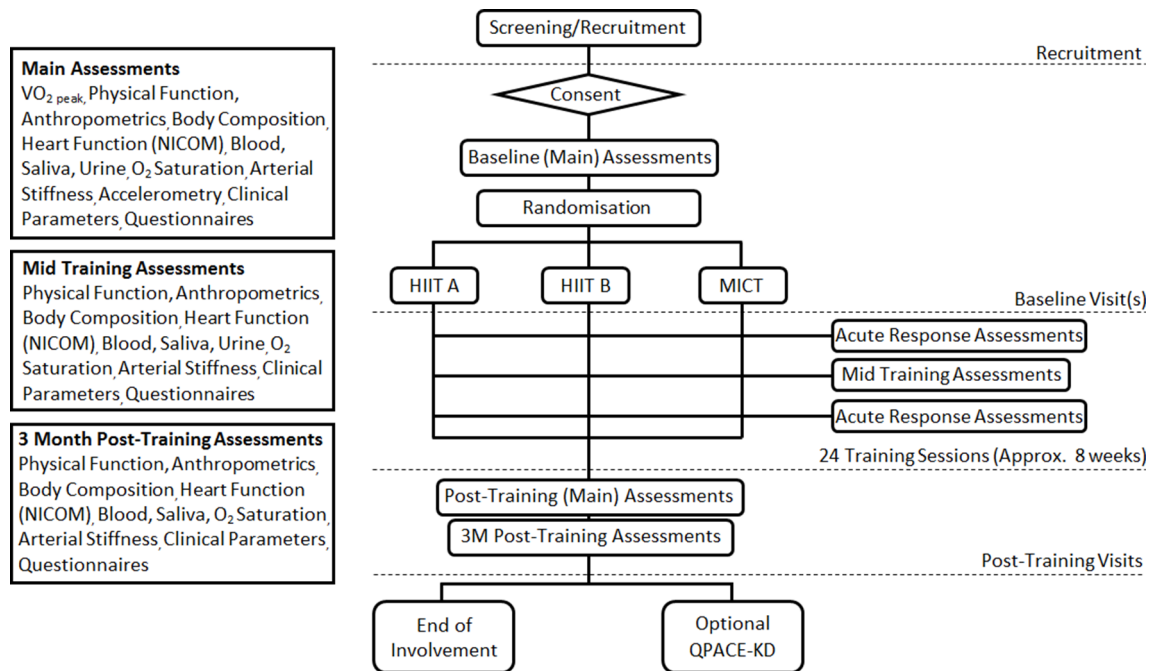 Screening/Recruitment
Recruitment
Consent
Baseline (Main) Assessments
Randomisation
HIIT A
HIIT B
MICT
Baseline Visit(s)
Acute Response Assessments
Mid Training Assessments
Acute Response Assessments
24 Training Sessions (Approx. 8 weeks)
Post-Training (Main) Assessments
3M Post-Training Assessments
Post-Training Visits
End of
Involvement
Optional
QPACE-KD
Main Assessments
VO2 peak, Physical Function,
Anthropometrics, Body Composition,
Heart Function (NICOM), Blood,
Saliva, Urine, O2 Saturation, Arterial
Stiffness, Accelerometry, Clinical
Parameters, Questionnaires
Mid Training Assessments
Physical Function, Anthropometrics,
Body Composition, Heart Function
(NICOM), Blood, Saliva, Urine, O2
Saturation, Arterial Stiffness, Clinical
Parameters, Questionnaires
3 Month Post-Training Assessments
Physical Function, Anthropometrics,
Body Composition, Heart Function
(NICOM), Blood, Saliva, O2 Saturation,
Arterial Stiffness, Clinical Parameters,
Questionnaires